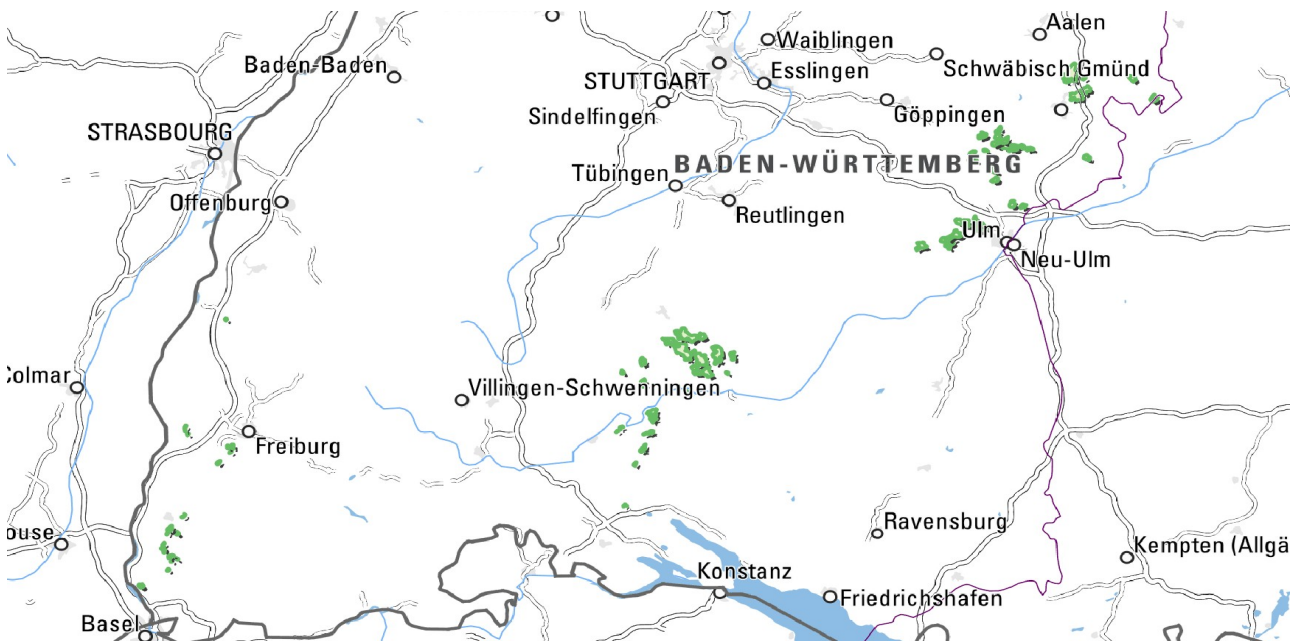 Aalen
Waiblingen
Baden-Baden
STUTTGART
Esslingen
Schwäbisch Gmünd
Sindelfingen
Göppingen
STRASBOURG
Tübingen
BADEN-WÜRTTEMBERG
Offenburg
Reutlingen
Ulm
Neu-Ulm
Colmar
Villingen-Schwenningen
Freiburg
Ravensburg
ouse
Kempten (Allgä
Konstanz
Friedrichshafen
Basel